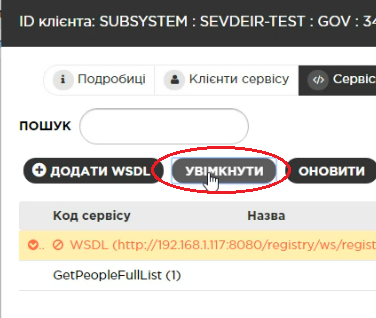 ID клієнта: SUBSYSTEM : SEVDEIR-TEST : GOV : 34
Подробиці Клієнти сервісу Сервіс
ПОШУК
ДОДАТИ WSDL УВІМКНУТИ ОНОВИТИ
Код сервісу Назва
WSDL (http://192.168.1.117:8080/registry/ws/regist
GetPeopleFullList (1)